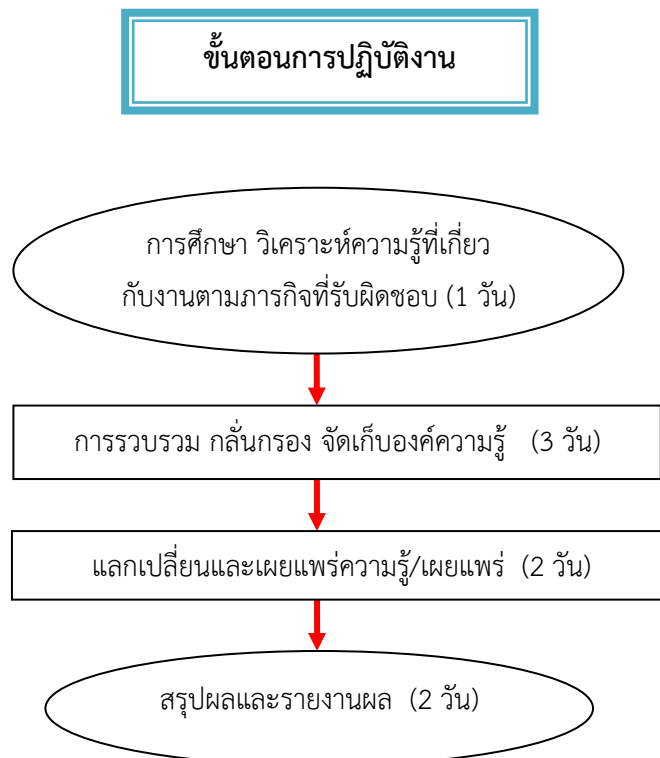 ขั้นตอนการปฏิบัติงาน
การศึกษา วิเคราะห์ความรู้ที่เกี่ยว
กับงานตามภารกิจที่รับผิดชอบ (1 วัน)
การรวบรวม กลั่นกรอง จัดเก็บองค์ความรู้ (3 วัน)
แลกเปลี่ยนและเผยแพร่ความรู้/เผยแพร่ (2 วัน)
สรุปผลและรายงานผล (2 วัน)